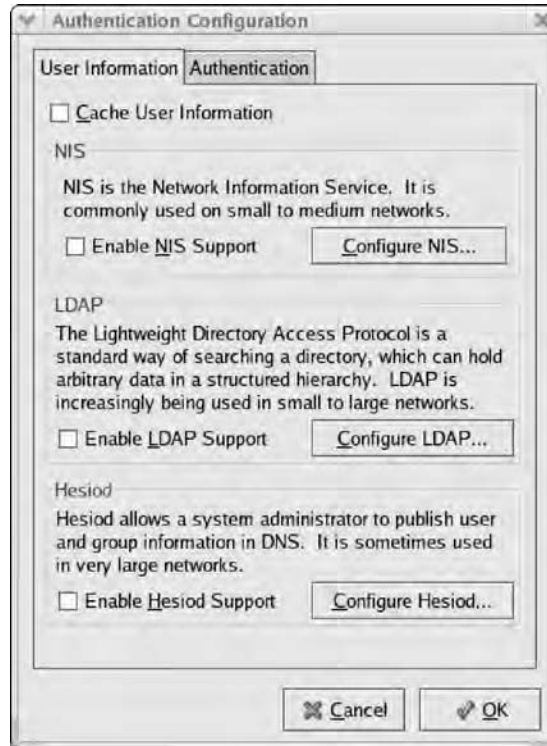 Authentication Configuration
User Information Authentication
Cache User Information
NIS
NIS is the Network Information Service. It is
commonly used on small to medium networks.
Enable NIS Support Configure NIS...
LDAP
The Lightweight Directory Access Protocol is a
standard way of searching a directory, which can hold
arbitrary data in a structured hierarchy. LDAP is
increasingly being used in small to large networks.
Enable LDAP Support Configure LDAP...
Hesiod
Hesiod allows a system administrator to publish user
and group information in DNS. It is sometimes used
in very large networks.
Enable Hesiod Support Configure Hesiod...
Cancel OK